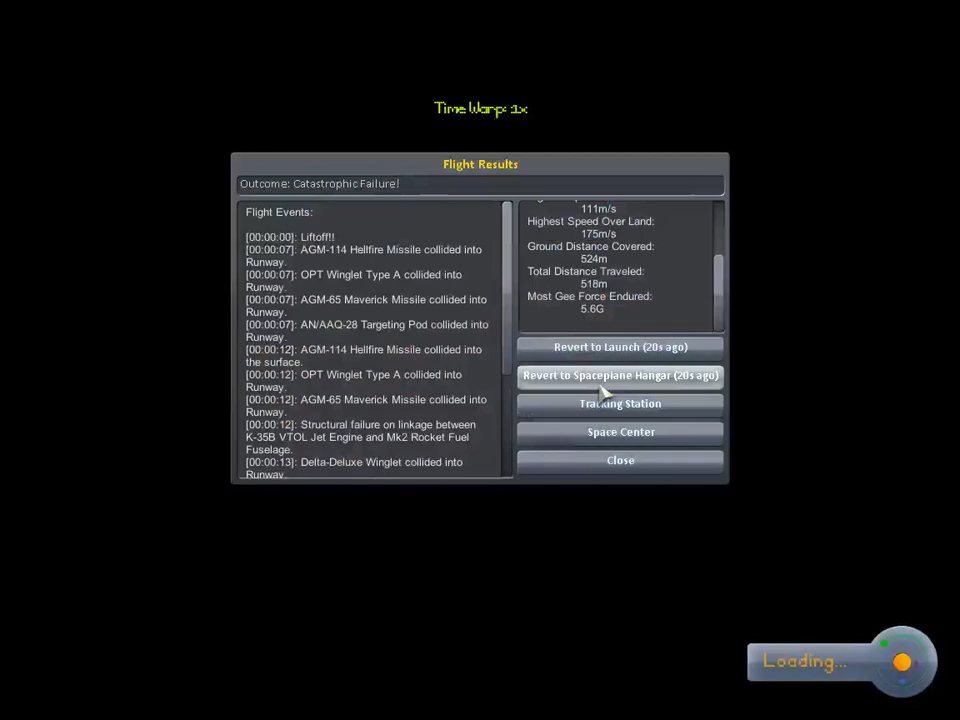 Time Warp: 1x
Flight Results
Outcome: Catastrophic Failure!
Flight Events:
[00:00:00]: Liftoff!!
[00:00:07]: AGM-114 Hellfire Missile collided into
Runway.
[00:00:07]: OPT Winglet Type A collided into
Runway.
[00:00:07]: AGM-65 Maverick Missile collided into
Runway.
[00:00:07]: AN/AAQ-28 Targeting Pod collided into
Runway.
[00:00:12]: AGM-114 Hellfire Missile collided into
the surface.
[00:00:12]: OPT Winglet Type A collided into
Runway.
[00:00:12]: AGM-65 Maverick Missile collided into
Runway.
[00:00:12]: Structural failure on linkage between
K-35B VTOL Jet Engine and Mk2 Rocket Fuel
Fuselage.
[00:00:13]: Delta-Deluxe Winglet collided into
Runway.
111m/s
Highest Speed Over Land:
175m/s
Ground Distance Covered:
524m
Total Distance Traveled:
518m
Most Gee Force Endured:
5.6G
Revert to Launch (20s ago)
Revert to Spaceplane Hangar (20s ago)
Tracking Station
Space Center
Close
Loading...